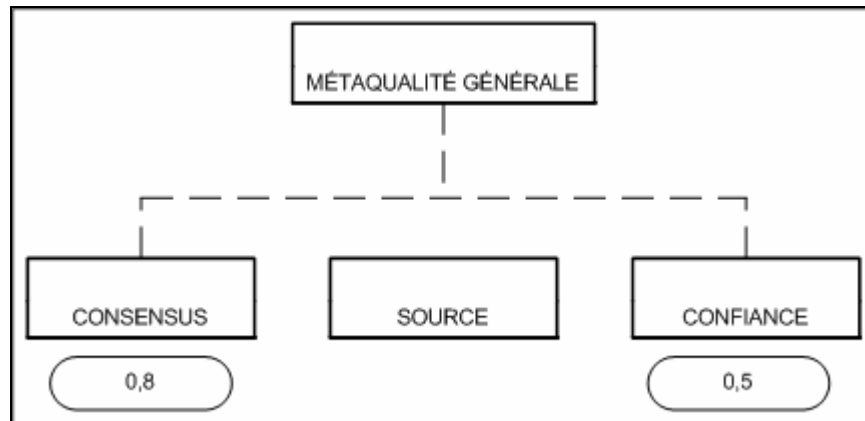 MÉTAQUALITÉ GÉNÉRALE
CONSENSUS
SOURCE
CONFIANCE
0,8
0,5